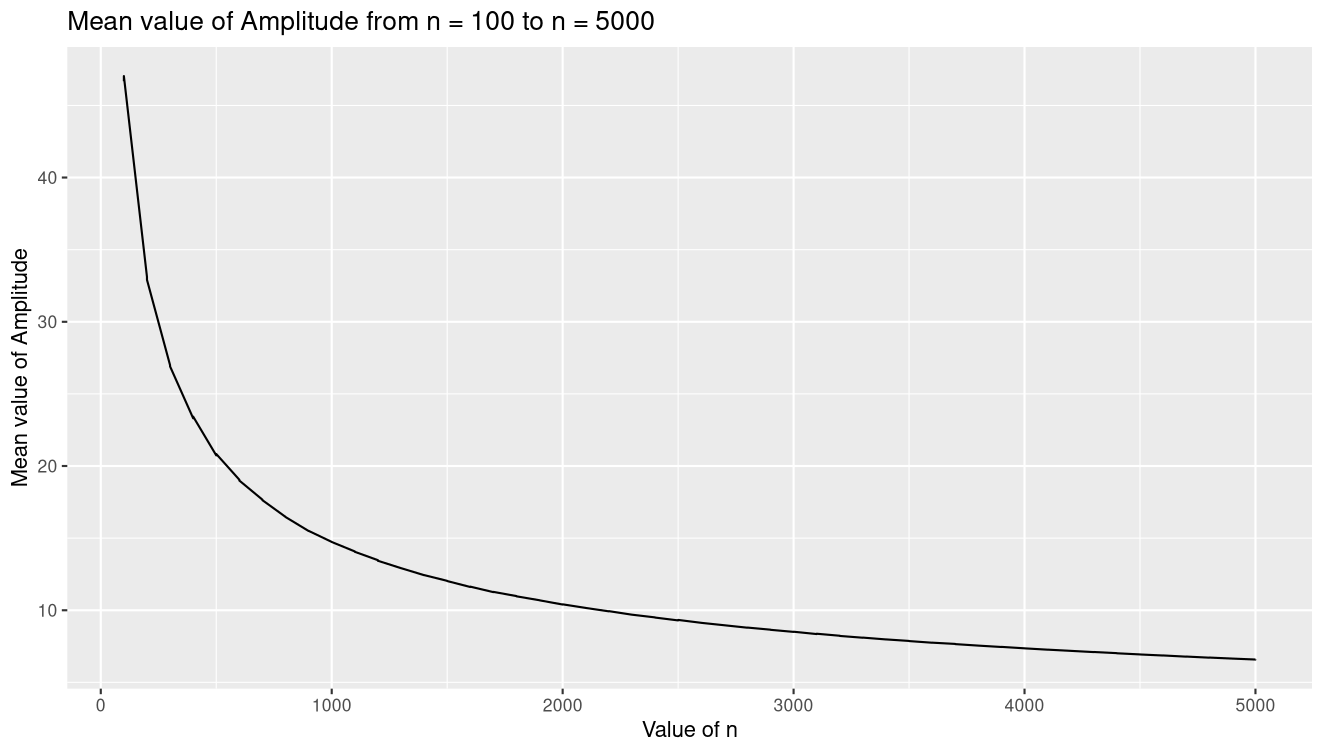 Mean value of Amplitude from n = 100 to n = 5000
Mean value of Amplitude
40
30
20
10
0 1000 2000 3000 4000 5000
Value of n